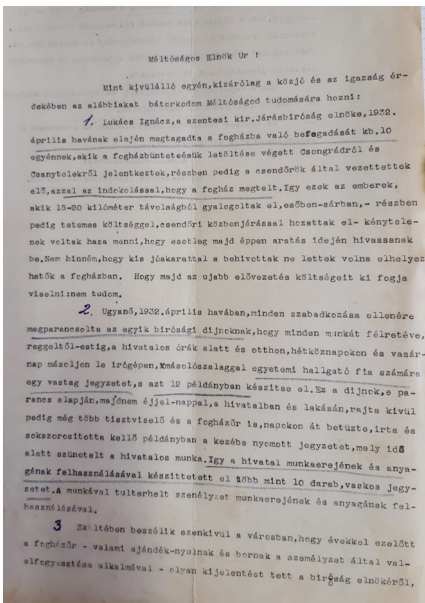 Méltóságos Elnök Ur !
Mint kivülálló egyén,kizárólag a közjó és az igazság ér-
dekében az alábbiakat bátorkodom Méltóságod tudomására hozni:
1. Lukács Ignácz,a szentesi kir.Járásbiróság elnöke,1932.
április havának elején megtagadta a fogházba való befogadását kb.10
egyénnek,akik a fogházbüntetésük letöltése végett Csongrádról és
Csanytelekről jelentkeztek,részben pedig a csendőrök által vezettettek
elő,azzal az indokolással,hogy a fogház megtelt.Igy ezek az emberek,
akik 15-20 kilóméter távolságból gyalogoltak el,esőben-sárban,- részben
pedig tetemes költséggel,csendőri közbenjárással hozattak el- kénytele-
nek voltak haza menni,hogy esetleg majd éppen aratás idején hivassanak
be.Nem hinném,hogy kis jóakarattal a behivottak ne lettek volna elhelyez
hetők a fogházban. Hogy majd az ujabb elővezetés költségeit ki fogja
viselni:nem tudom.
2. Ugyanő,1932.április havában,minden szabadkozása ellenére
megparancsolta az egyik birósági dijnoknak,hogy minden munkát félretéve,
reggeltől-estig,a hivatalos órák alatt és otthon,hétköznapokon és vasár-
nap másoljon le irógépen,Mmásolószalaggal egyetemi hallgató fia számára
egy vastag jegyzetet,s azt 12 példányban készitse el.Ez a dijnok,e pa-
rancs alapján,majdnem éjjel-nappal,a hivatalban és lakásán,rajta kivül
pedig még több tisztviselő és a fogházőr is,napokon át betüzte,irta és
sokszorositotta kellő példányban a kezébe nyomott jegyzetet,mely idő
alatt szünetelt a hivatalos munka.Igy a hivatal munkaerejének és anya-
gának felhasználásával készittetett el több mint 10 darab,vaskos jegy-
zetet.A munkával tulterhelt személyzet munkaerejének és anyagának fel-
használásával.
3 Széltében beszélik ezenkivül a városban,hogy évekkel ezelőtt
a fogházőr - valami ajándék-nyulnak és bornak a személyzet által val-
elfogyasztása alkalmával - olyan kijelentést tett a biróság elnökéről,